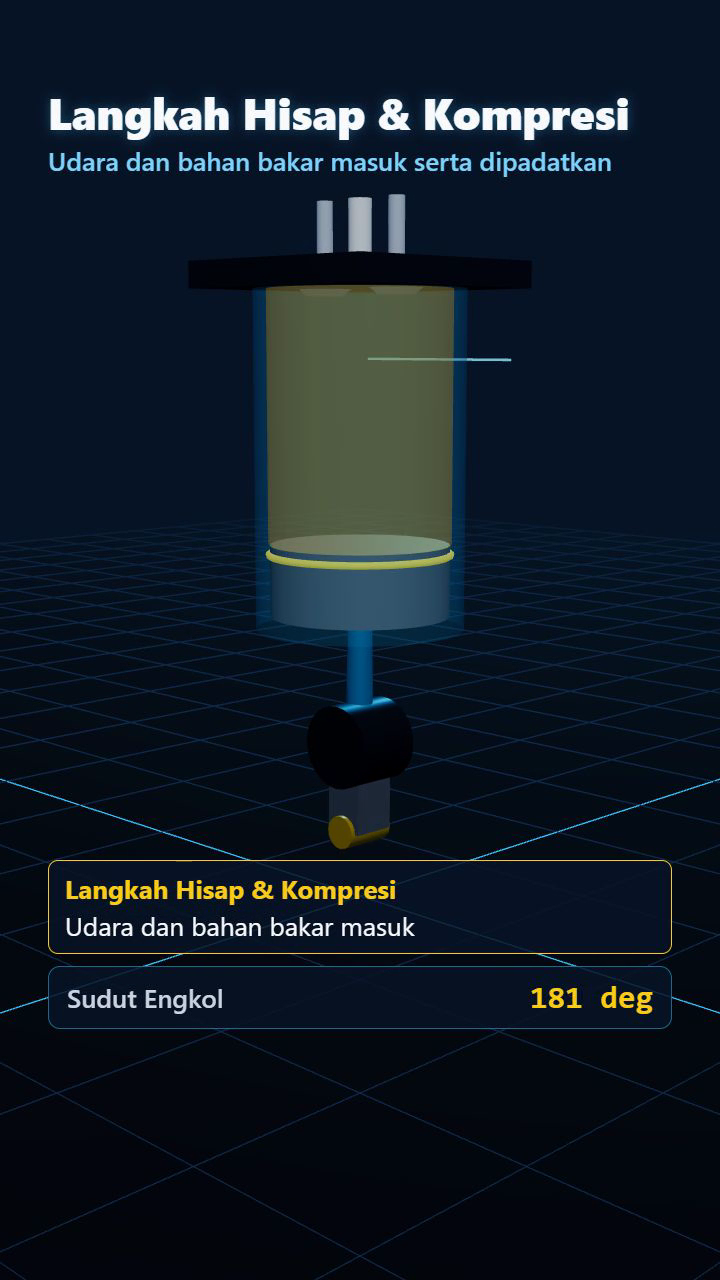 Langkah Hisap & Kompresi
Udara dan bahan bakar masuk serta dipadatkan
Langkah Hisap & Kompresi
Udara dan bahan bakar masuk
Sudut Engkol 181 deg